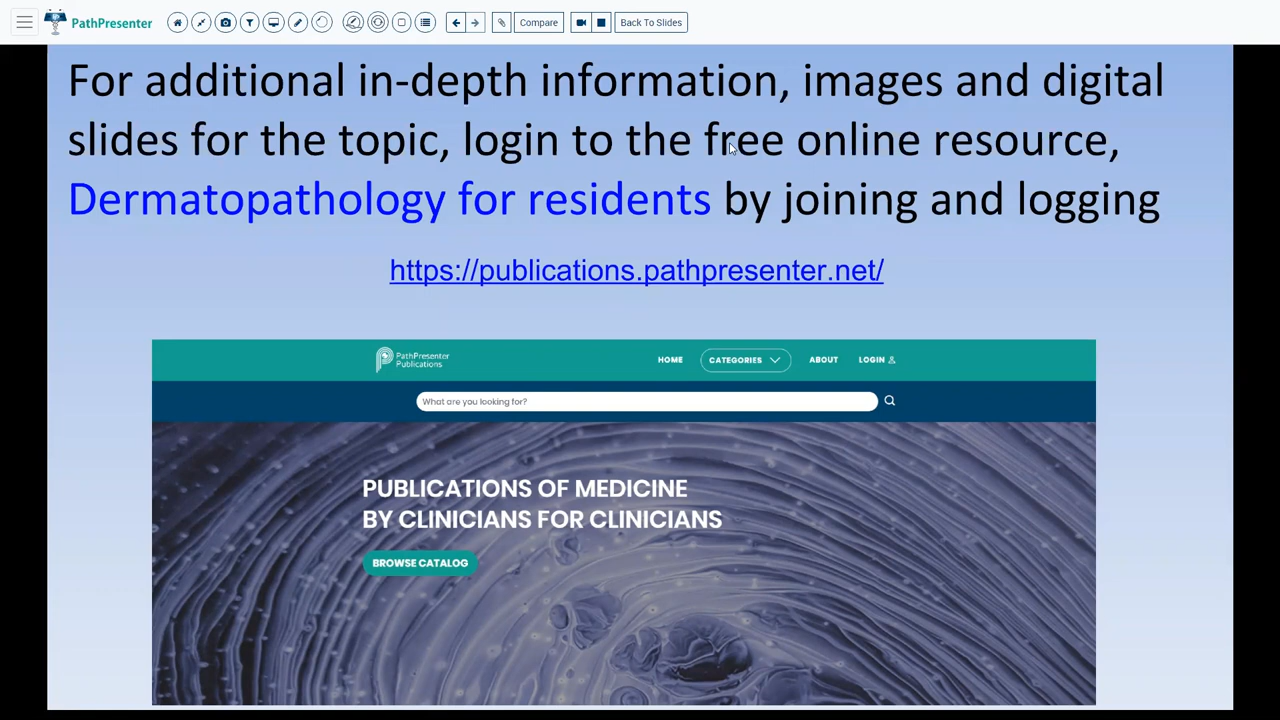 PathPresenter
Compare
Back To Slides
For additional in-depth information, images and digital
slides for the topic, login to the free online resource,
Dermatopathology for residents by joining and logging
https://publications.pathpresenter.net/
PathPresenter
Publications
HOME
CATEGORIES
ABOUT
LOGIN
What are you looking for?
PUBLICATIONS OF MEDICINE
BY CLINICIANS FOR CLINICIANS
BROWSE CATALOG